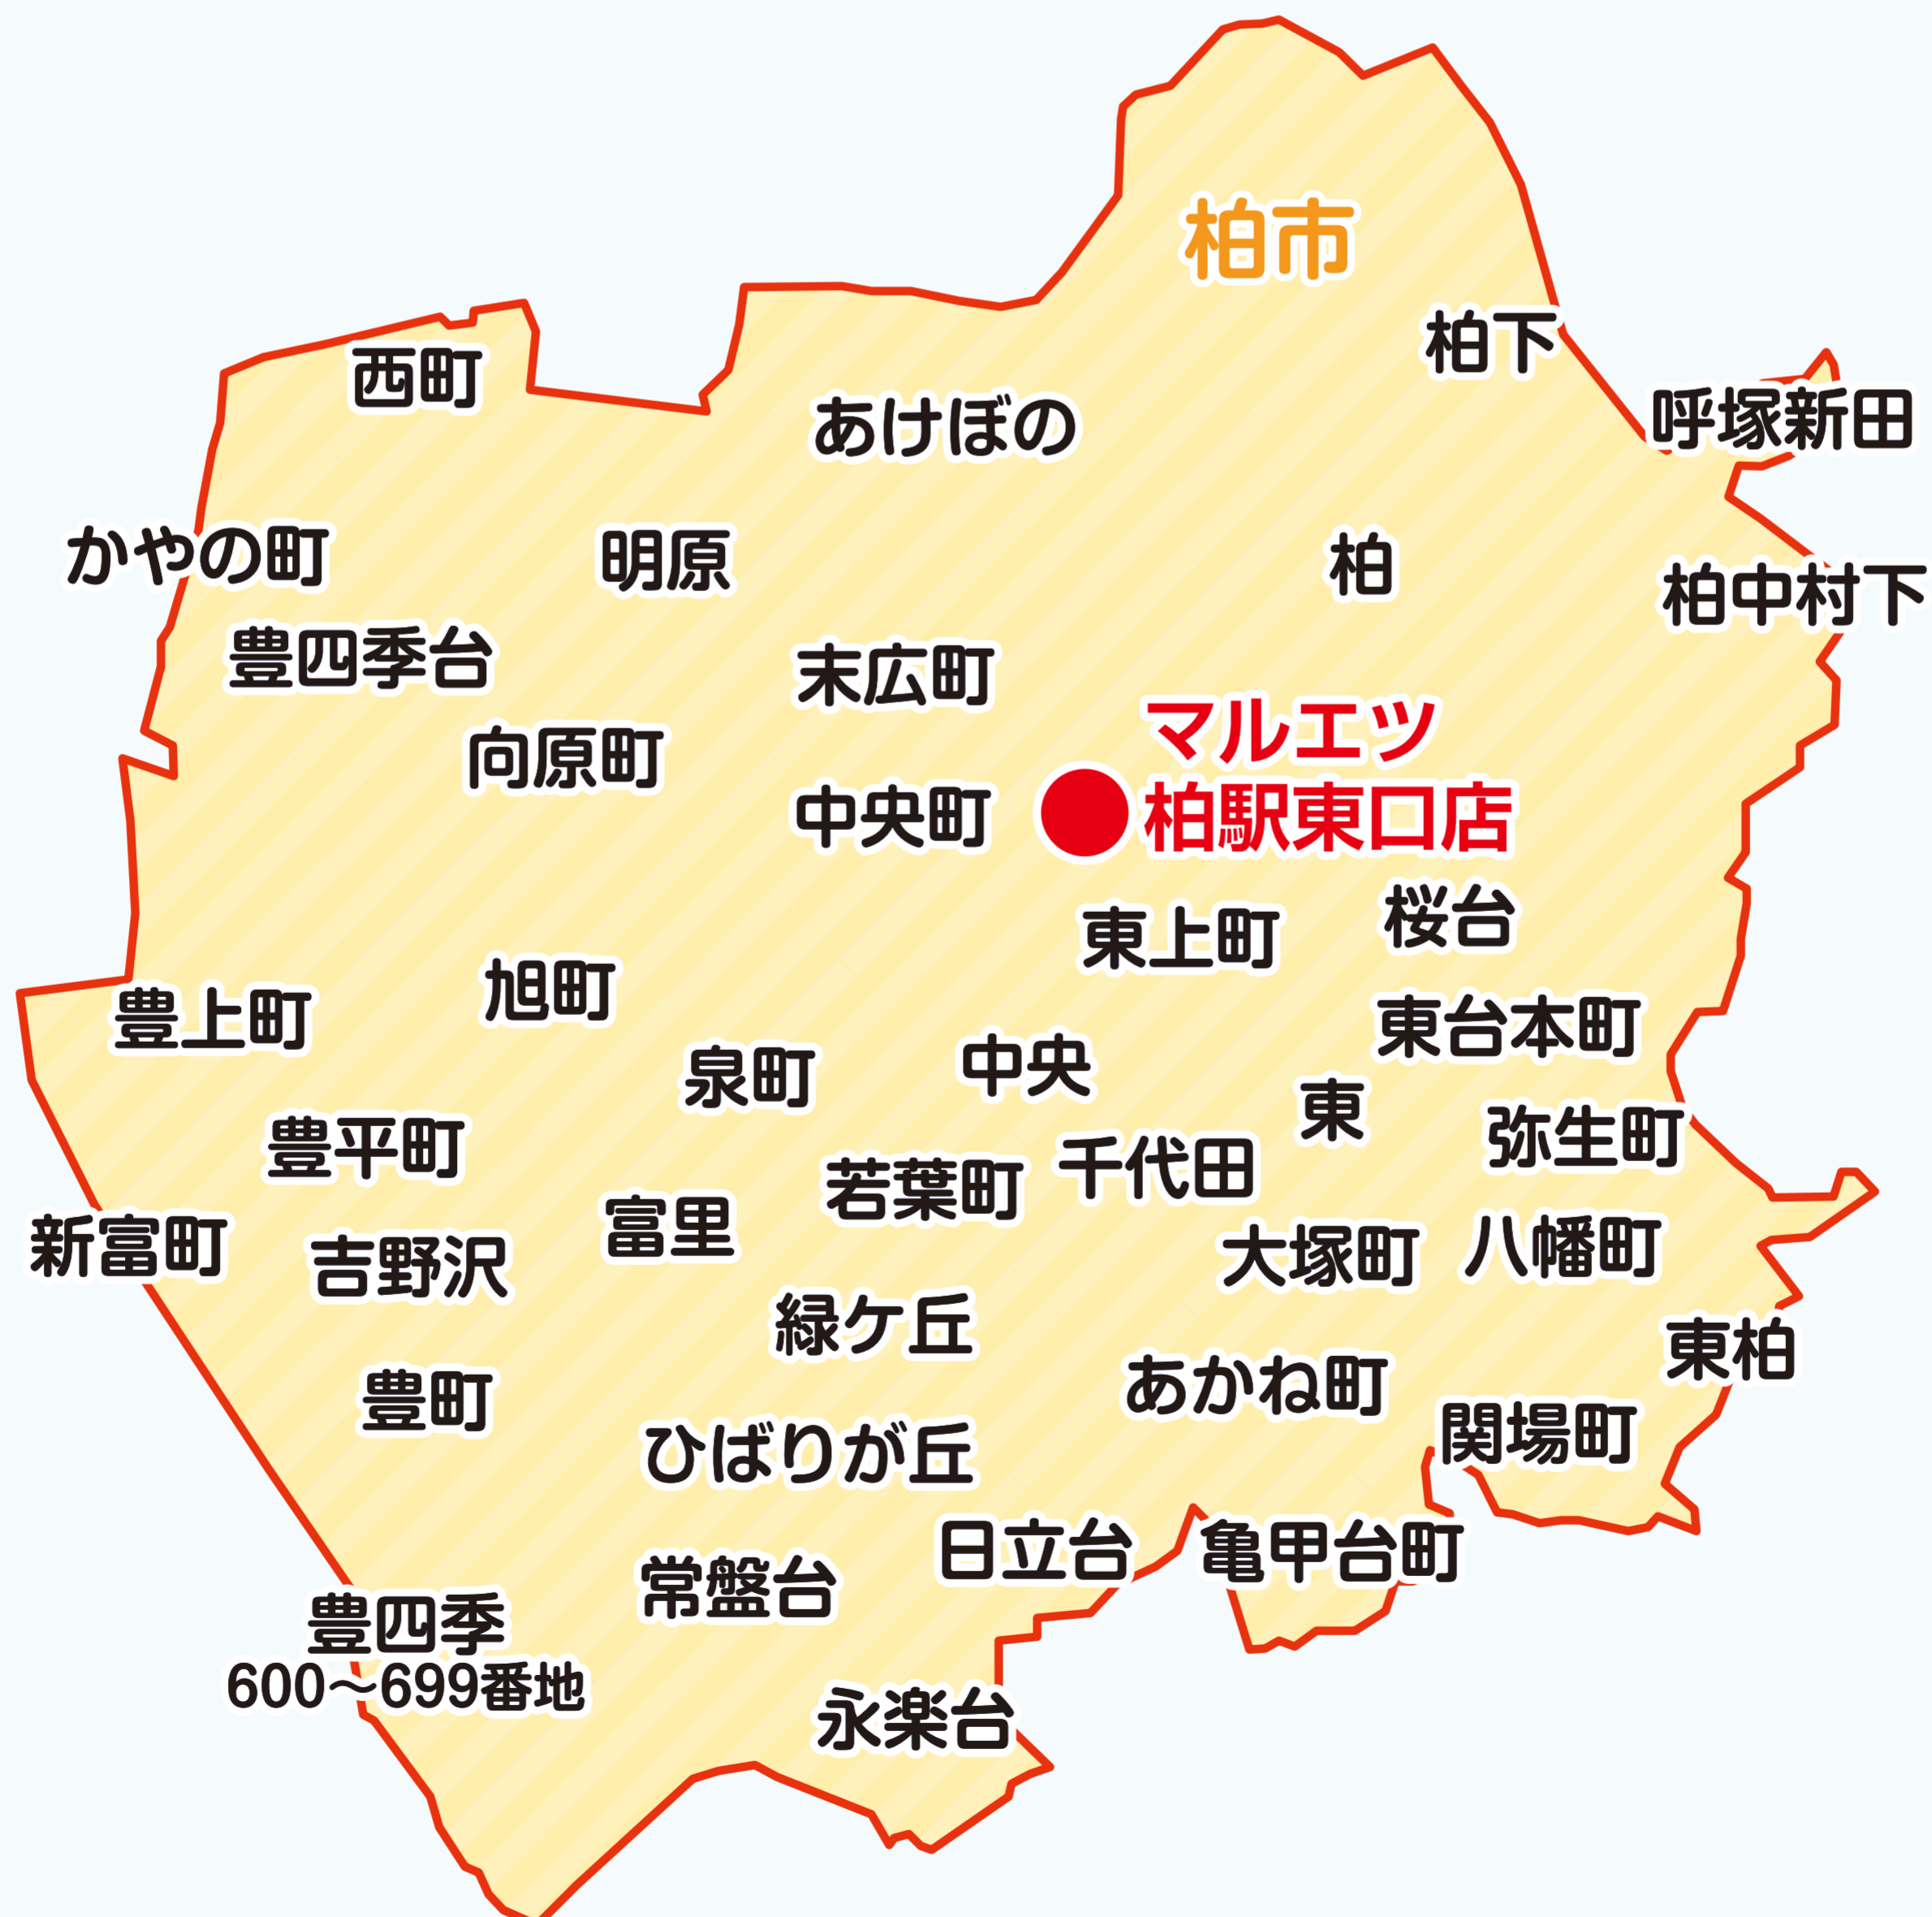 柏市
柏下
西町
呼塚新田
あけぼの
かやの町
明原
柏
柏中村下
豊四季台
末広町
マルエツ
柏駅東口店
向原町
中央町
桜台
東上町
旭町
豊上町
東台本町
中央
泉町
東
弥生町
豊平町
千代田
若葉町
富里
新富町
吉野沢
大塚町
八幡町
緑ケ丘
東柏
あかね町
豊町
関場町
ひばりが丘
日立台
亀甲台町
常盤台
豊四季
600〜699番地
永楽台